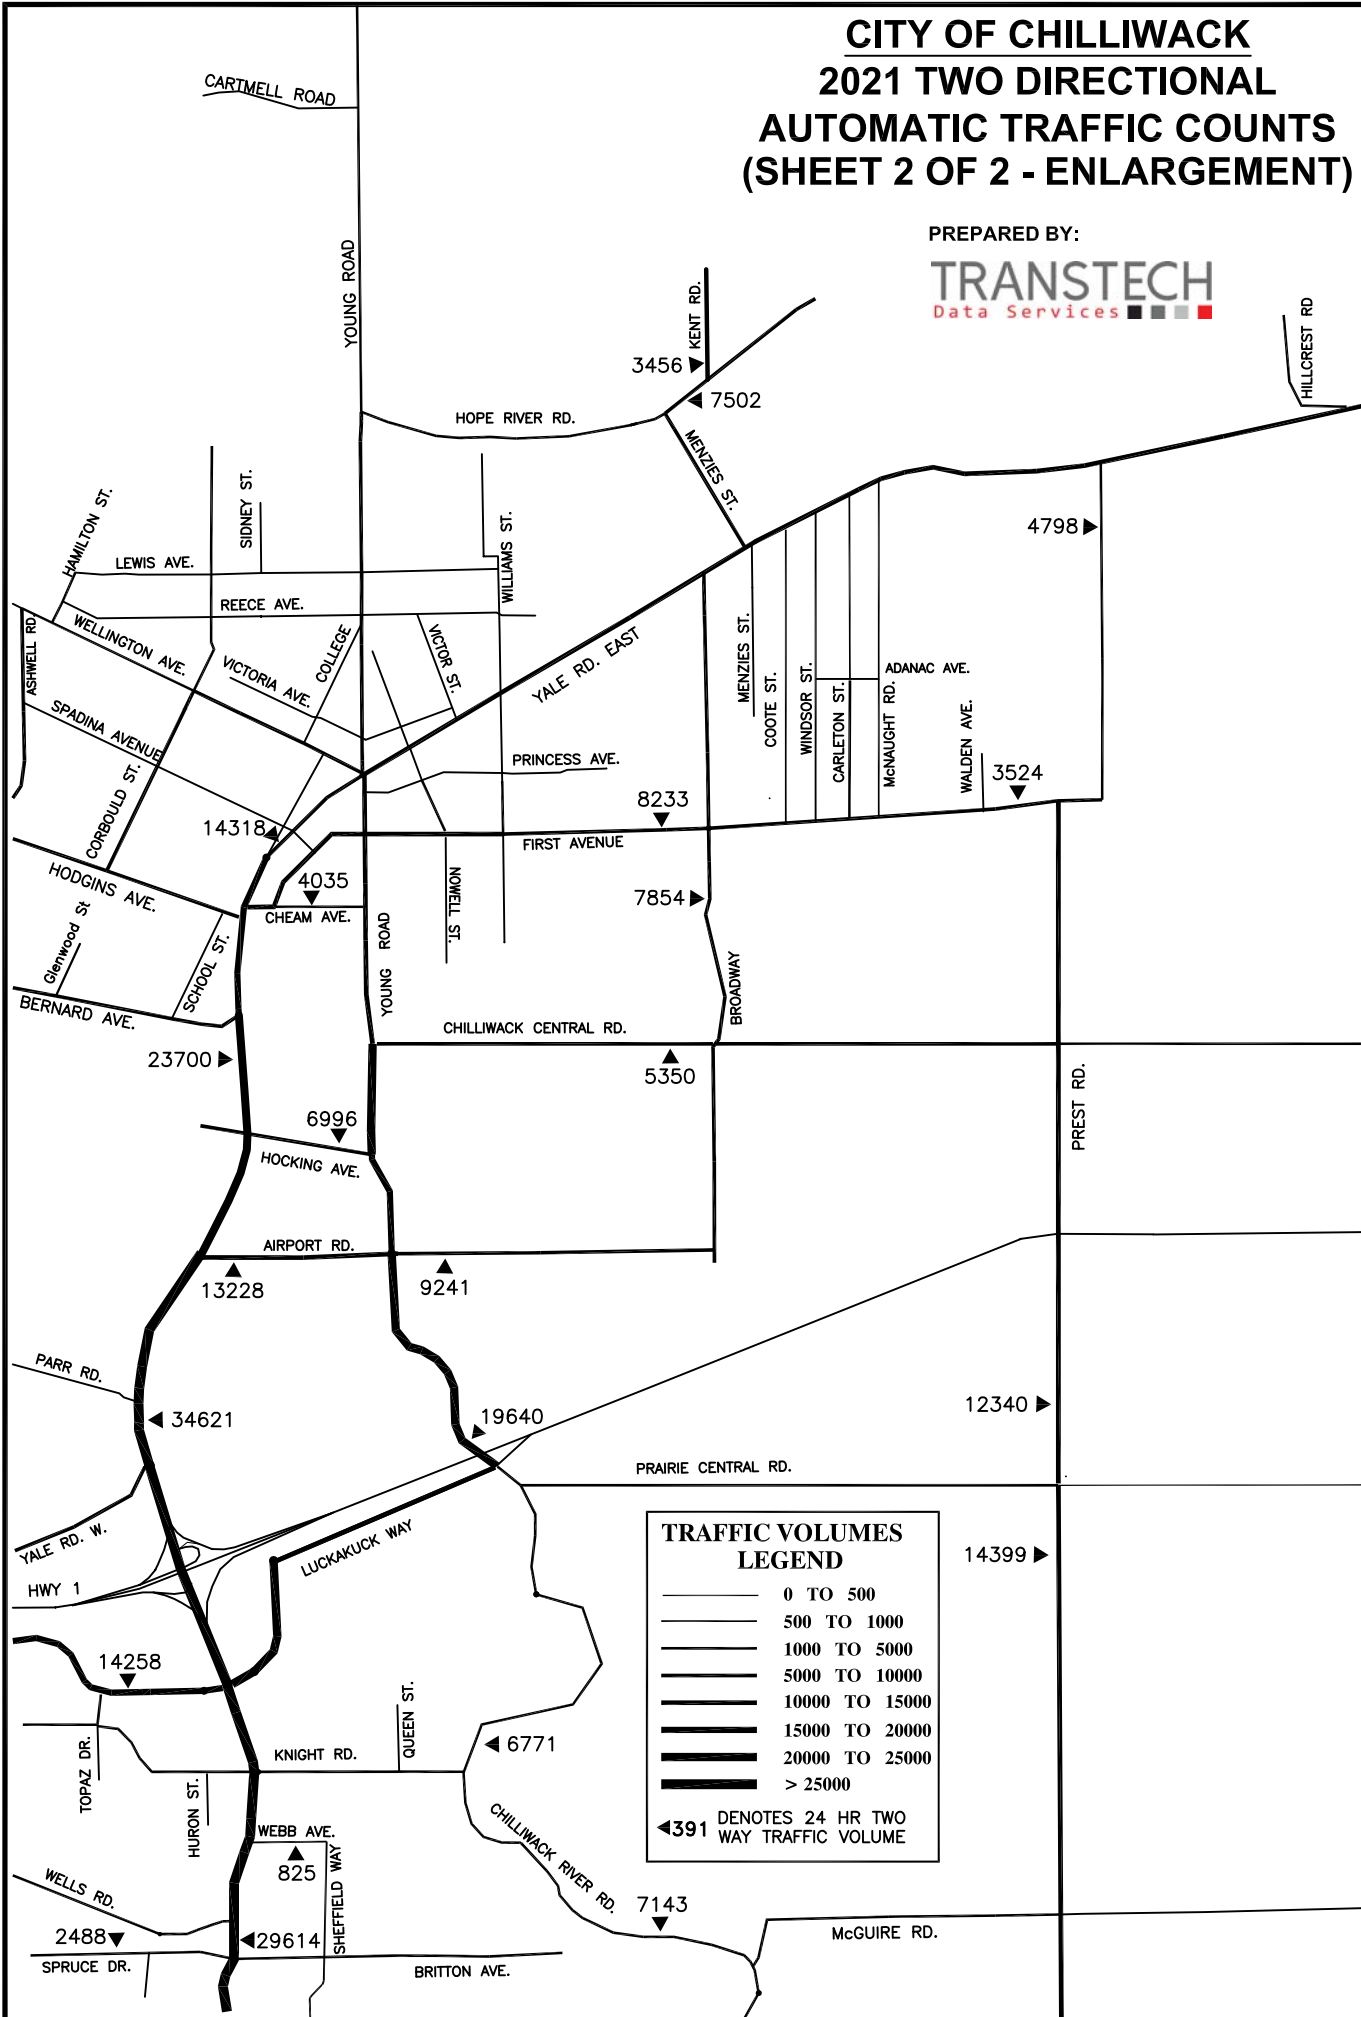 CITY OF CHILLIWACK
2021 TWO DIRECTIONAL
AUTOMATIC TRAFFIC COUNTS
(SHEET 2 OF 2 - ENLARGEMENT)
PREPARED BY:
TRANSTECH
Data Services
CARTMELL ROAD
YOUNG ROAD
KENT RD.
HILLCREST RD
3456
7502
HOPE RIVER RD.
MENZIES ST.
HAMILTON ST.
SIDNEY ST.
WILLIAMS ST.
4798
LEWIS AVE.
REECE AVE.
ASHWELL RD.
WELLINGTON AVE.
VICTORIA AVE.
COLLEGE
VICTOR ST.
YALE RD. EAST
MENZIES ST.
COOTE ST.
WINDSOR ST.
CARLETON ST.
McNAUGHT RD.
ADANAC AVE.
WALDEN AVE.
SPADINA AVENUE
CORBOULD ST.
PRINCESS AVE.
3524
8233
14318
FIRST AVENUE
HODGINS AVE.
4035
CHEAM AVE.
NOWELL ST.
7854
Glenwood St
SCHOOL ST.
YOUNG ROAD
BROADWAY
BERNARD AVE.
CHILLIWACK CENTRAL RD.
23700
5350
PREST RD.
6996
HOCKING AVE.
AIRPORT RD.
13228
9241
PARR RD.
34621
19640
12340
PRAIRIE CENTRAL RD.
YALE RD. W.
LUCKAKUCK WAY
HWY 1
14399
TRAFFIC VOLUMES
LEGEND
0 TO 500
500 TO 1000
1000 TO 5000
5000 TO 10000
10000 TO 15000
15000 TO 20000
20000 TO 25000
> 25000
391 DENOTES 24 HR TWO
WAY TRAFFIC VOLUME
14258
QUEEN ST.
6771
TOPAZ DR.
KNIGHT RD.
HURON ST.
WEBB AVE.
825
SHEFFIELD WAY
CHILLIWACK RIVER RD.
WELLS RD.
7143
2488
29614
McGUIRE RD.
SPRUCE DR.
BRITTON AVE.